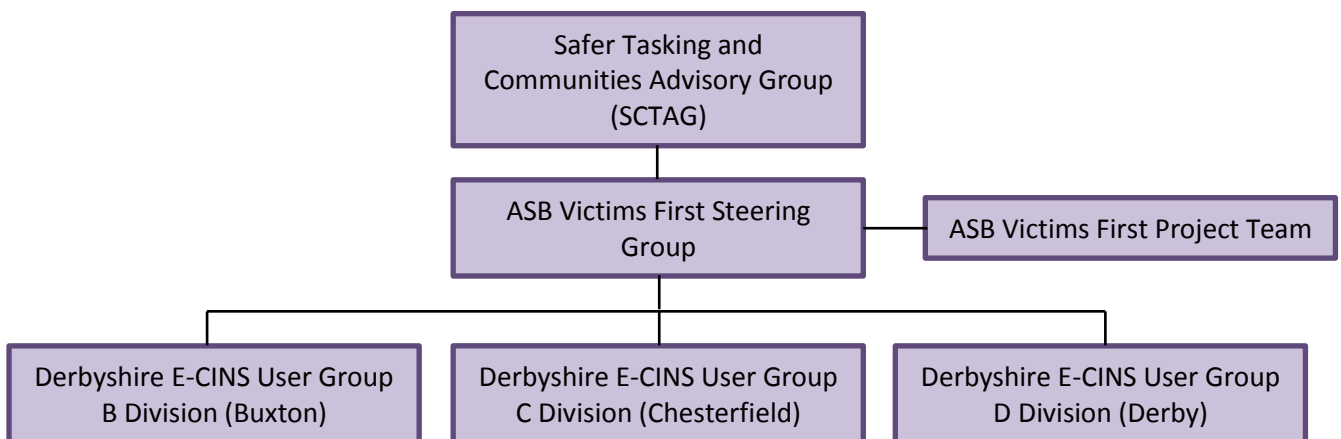 Safer Tasking and
Communities Advisory Group
(SCTAG)
ASB Victims First Steering
Group
ASB Victims First Project Team
Derbyshire E-CINS User Group
B Division (Buxton)
Derbyshire E-CINS User Group
C Division (Chesterfield)
Derbyshire E-CINS User Group
D Division (Derby)